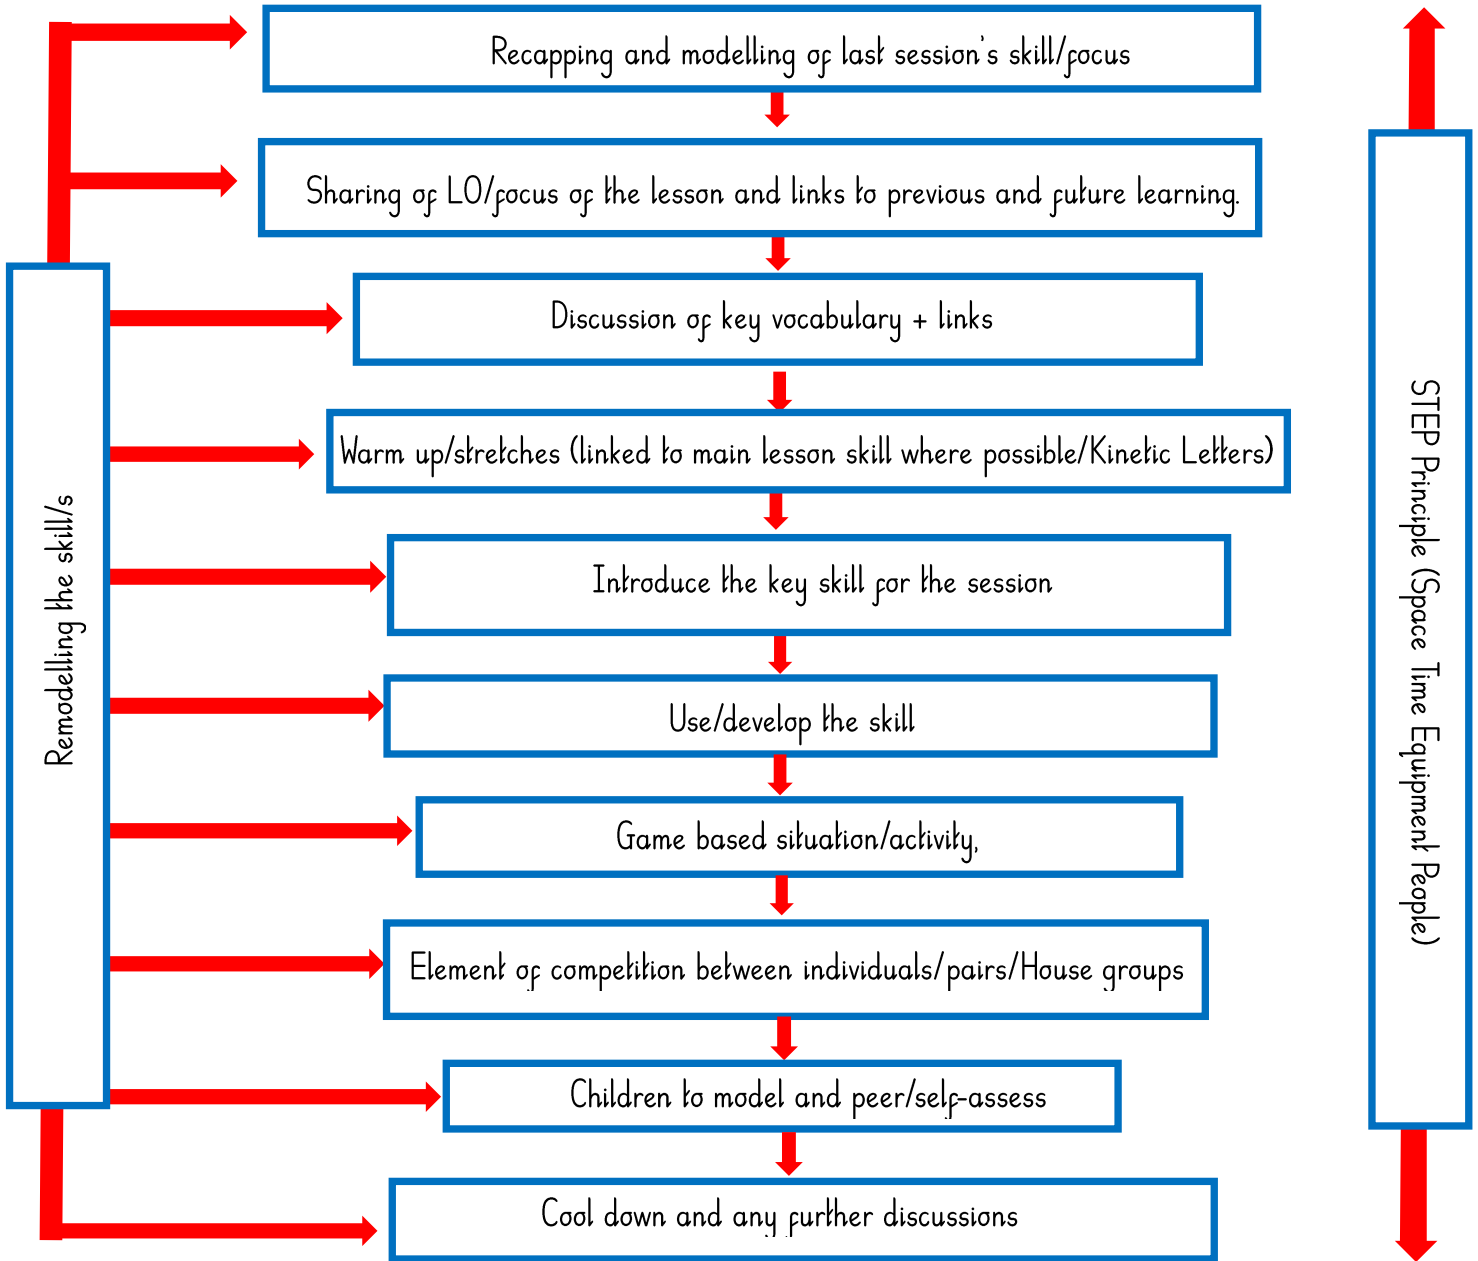 Recapping and modelling of last session's skill/focus
Sharing of LO/focus of the lesson and links to previous and future learning.
Discussion of key vocabulary + links
Warm up/stretches (linked to main lesson skill where possible/Kinetic Letters)
Introduce the key skill for the session
Use/develop the skill
Game based situation/activity,
Element of competition between individuals/pairs/House groups
Children to model and peer/self-assess
Cool down and any further discussions
Remodelling the skill/s
STEP Principle (Space Time Equipment People)